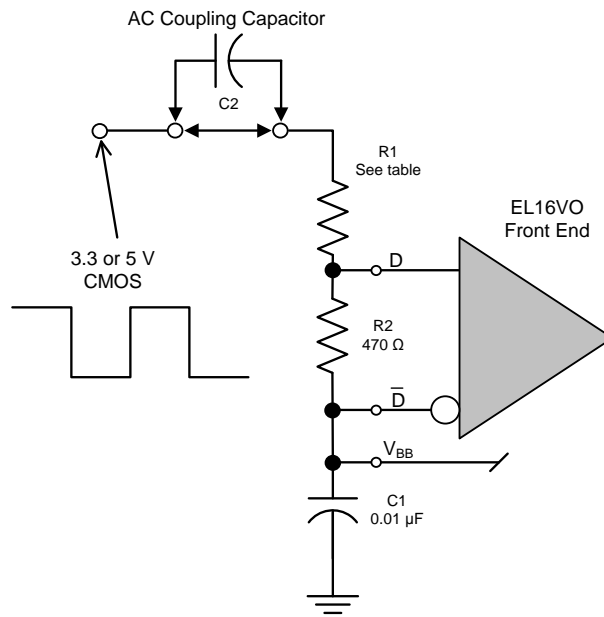 AC Coupling Capacitor
C2
R1
See table
EL16VO
Front End
3.3 or 5 V
CMOS
D
R2
470 Ω
D̅
V_BB
C1
0.01 µF